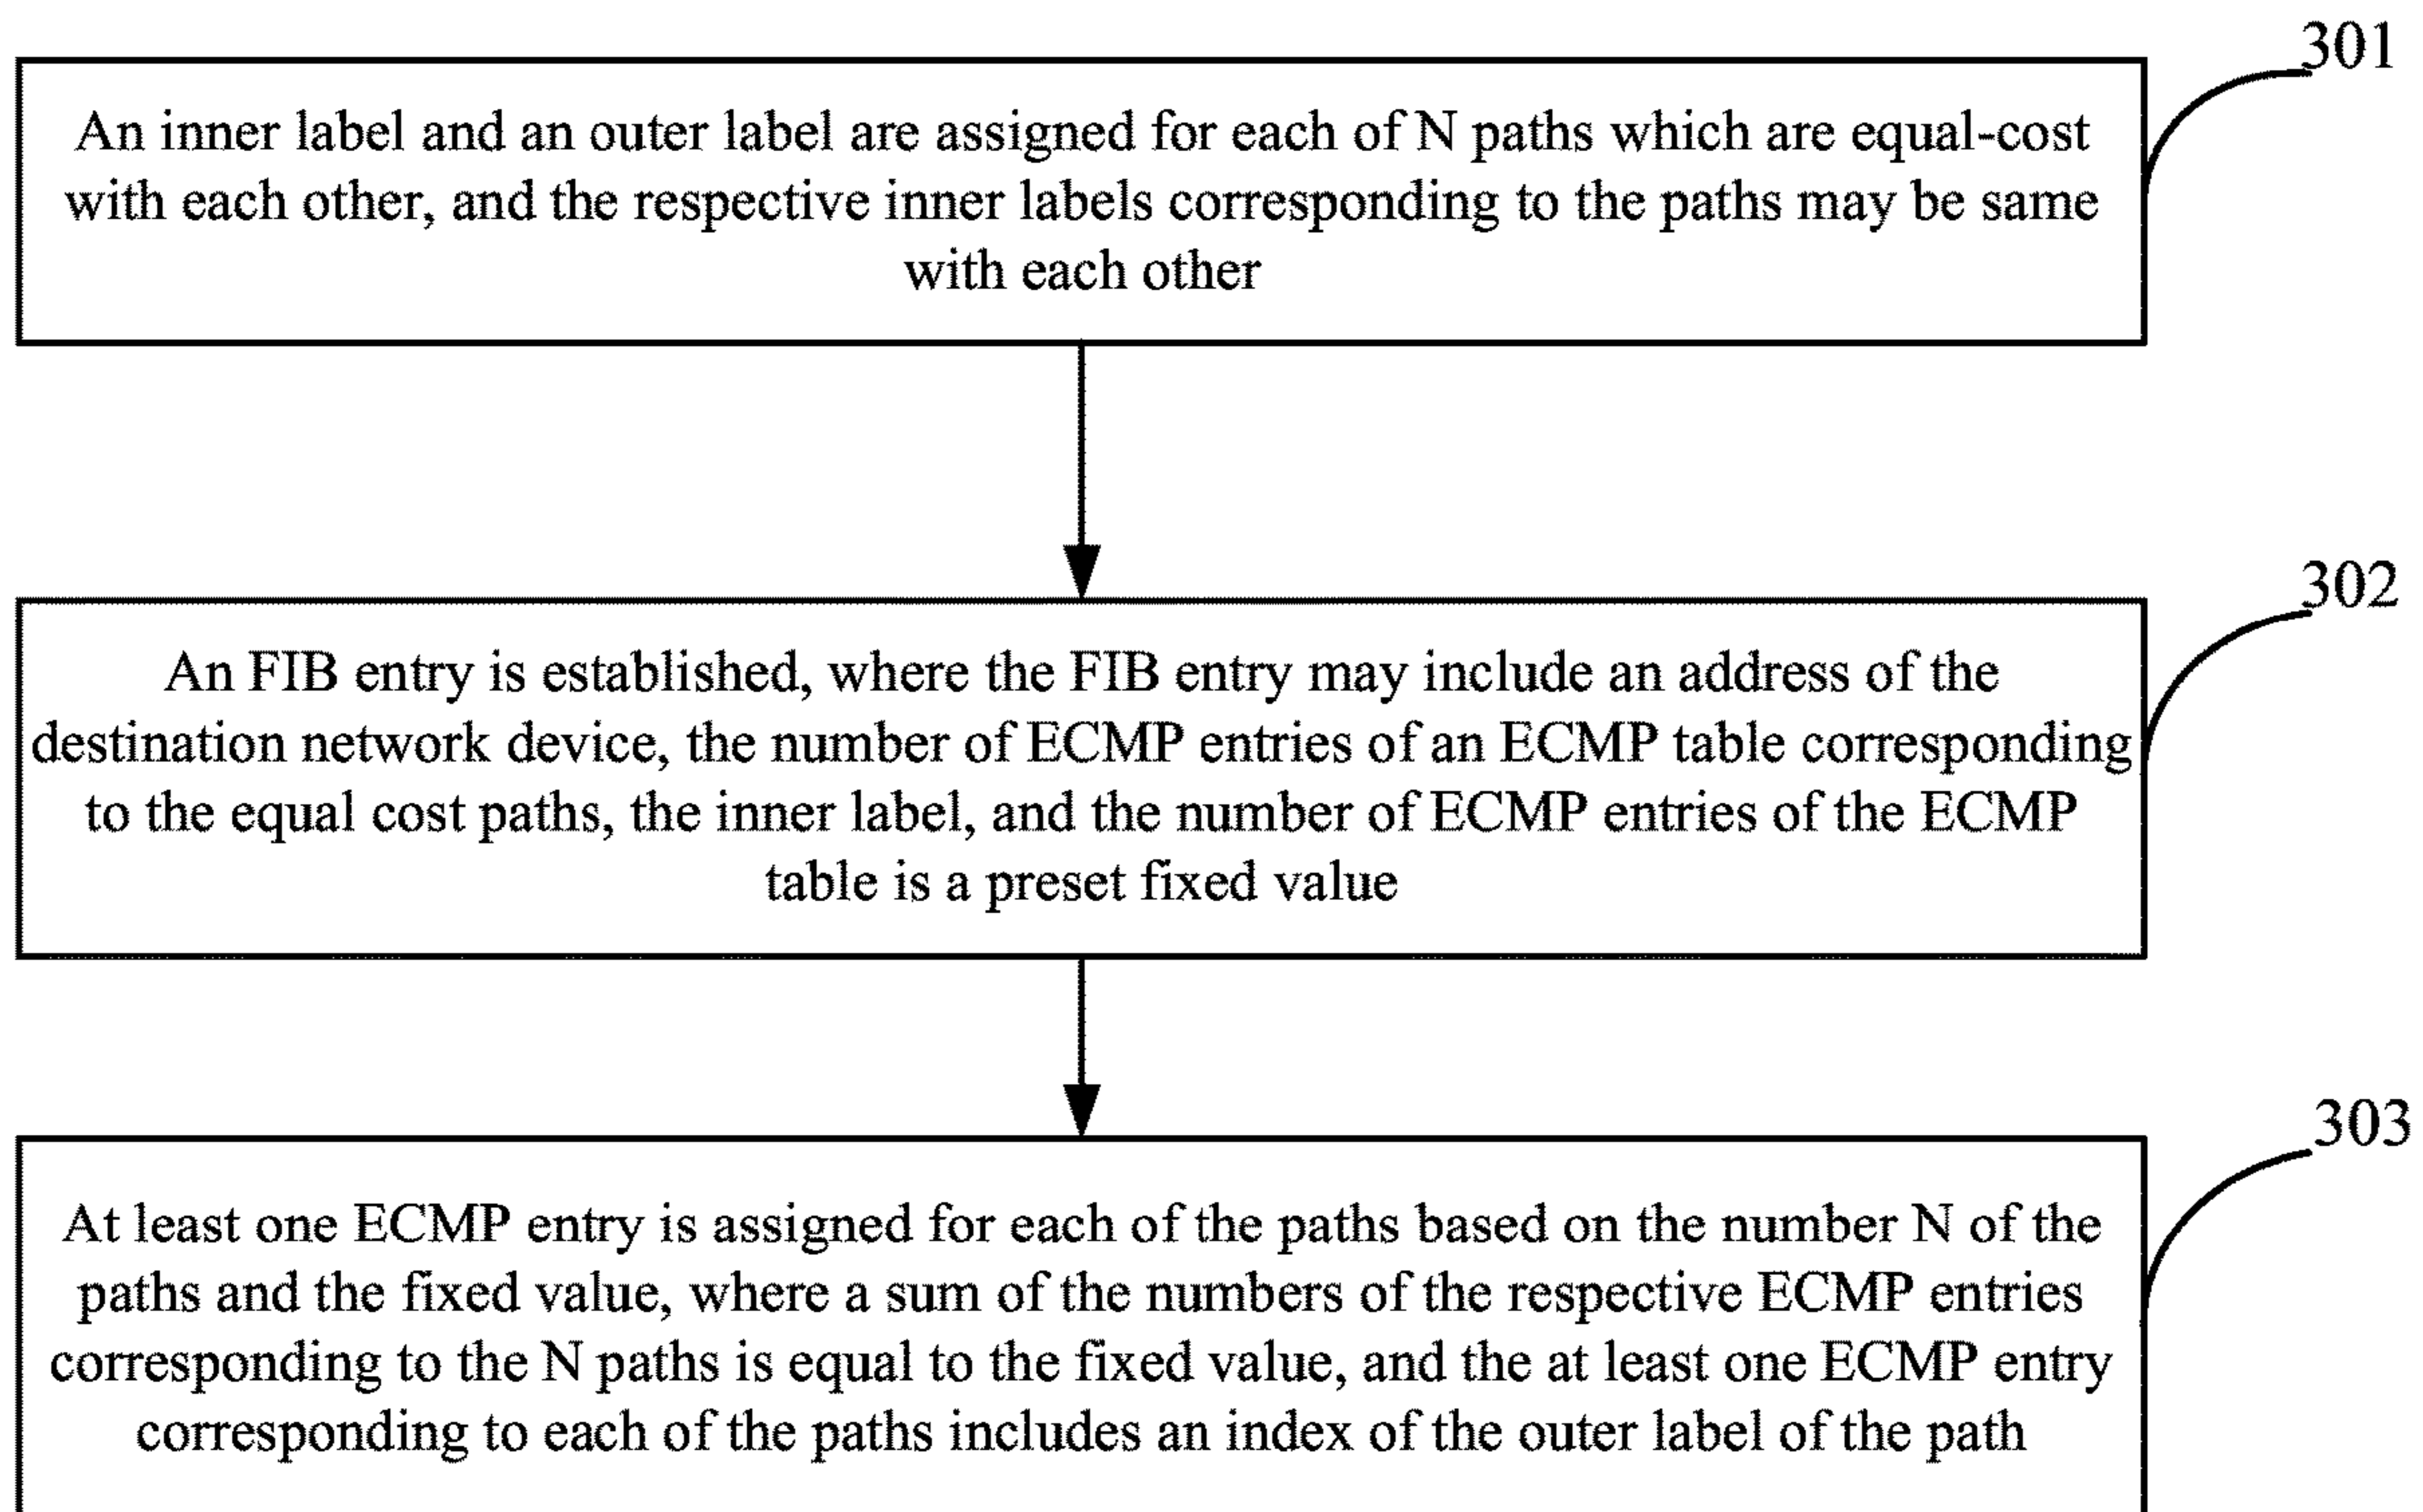 301
An inner label and an outer label are assigned for each of N paths which are equal-cost
with each other, and the respective inner labels corresponding to the paths may be same
with each other
302
An FIB entry is established, where the FIB entry may include an address of the
destination network device, the number of ECMP entries of an ECMP table corresponding
to the equal cost paths, the inner label, and the number of ECMP entries of the ECMP
table is a preset fixed value
303
At least one ECMP entry is assigned for each of the paths based on the number N of the
paths and the fixed value, where a sum of the numbers of the respective ECMP entries
corresponding to the N paths is equal to the fixed value, and the at least one ECMP entry
corresponding to each of the paths includes an index of the outer label of the path